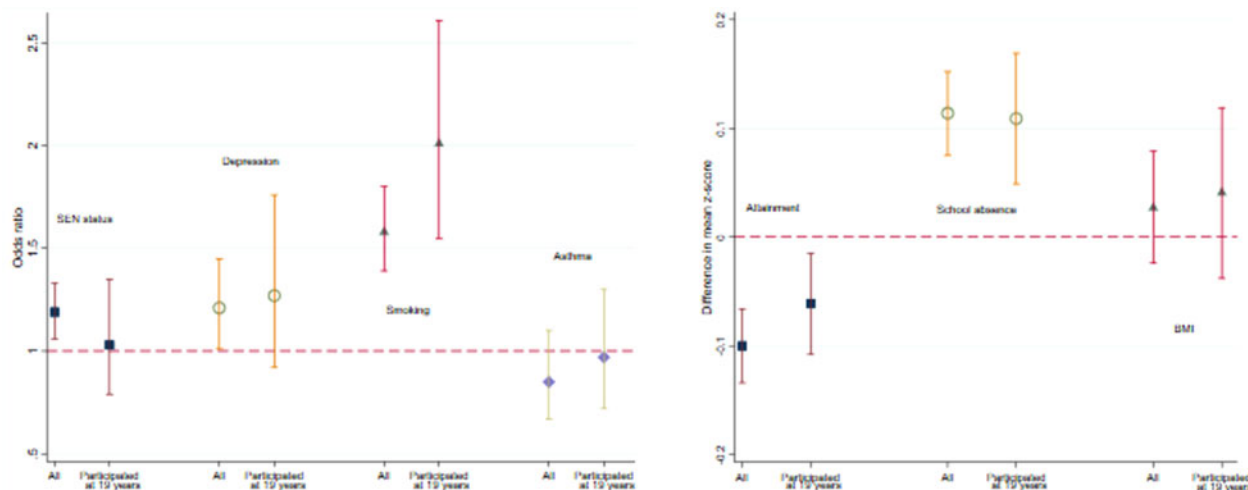 Odds ratio
2.5
2
1.5
1
.5
SEN status
Depression
Smoking
Asthma
All
Participated
at 19 years
All
Participated
at 19 years
All
Participated
at 19 years
All
Participated
at 19 years
Difference in mean z-score
0.2
0.1
0
-0.1
-0.2
Attainment
School absence
BMI
All
Participated
at 19 years
All
Participated
at 19 years
All
Participated
at 19 years